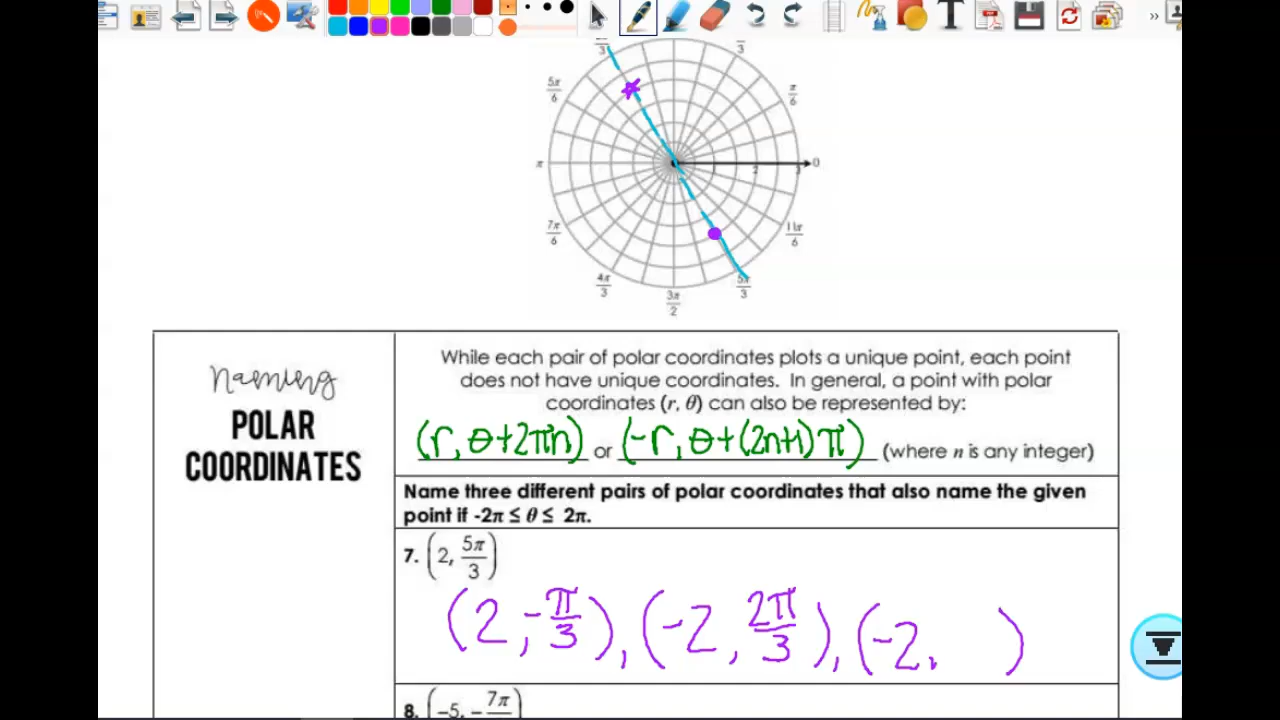 3
3
5π
6
π
6
π
0
2
3
7π
6
11π
6
4π
3
3π
2
5π
3
Naming
POLAR
COORDINATES
While each pair of polar coordinates plots a unique point, each point
does not have unique coordinates. In general, a point with polar
coordinates (r, θ) can also be represented by:
(r, θ+2πn) or (-r, θ+(2n+1)π) (where n is any integer)
Name three different pairs of polar coordinates that also name the given
point if -2π ≤ θ ≤ 2π.
7. (2, 5π/3)
(2, -π/3), (-2, 2π/3), (-2, )
8. (-5, - 7π